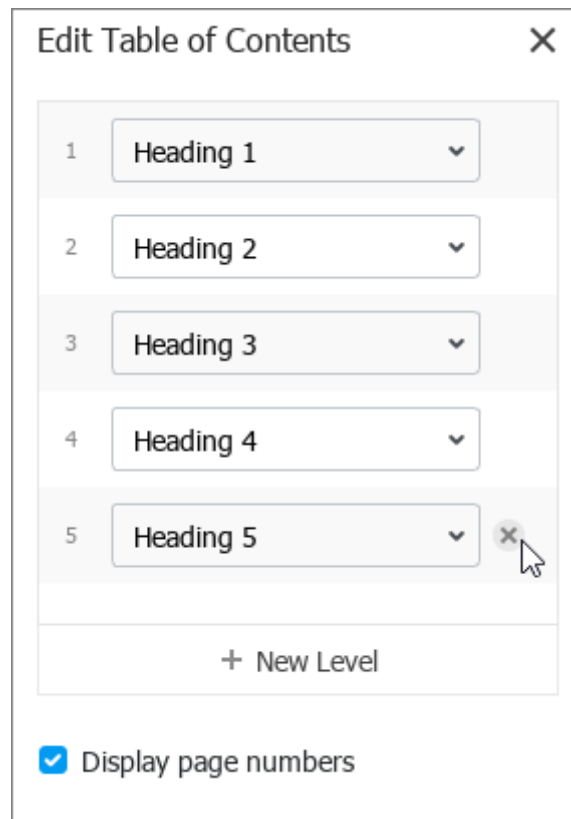 Edit Table of Contents
1 Heading 1
2 Heading 2
3 Heading 3
4 Heading 4
5 Heading 5
+ New Level
Display page numbers